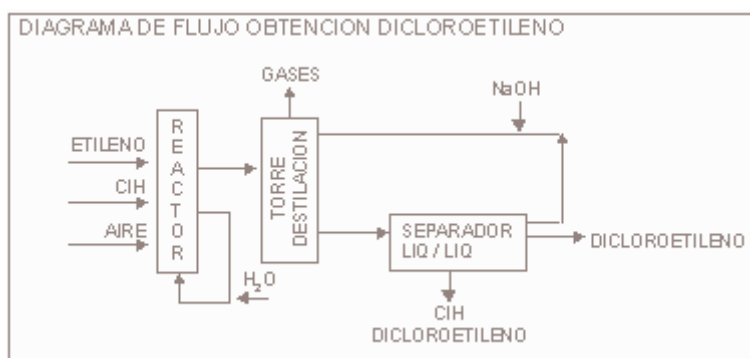 DIAGRAMA DE FLUJO OBTENCION DICLOROETILENO
GASES
NaOH
ETILENO
ClH
AIRE
REACTOR
TORRE
DESTILACION
H₂O
SEPARADOR
LIQ / LIQ
DICLOROETILENO
ClH
DICLOROETILENO